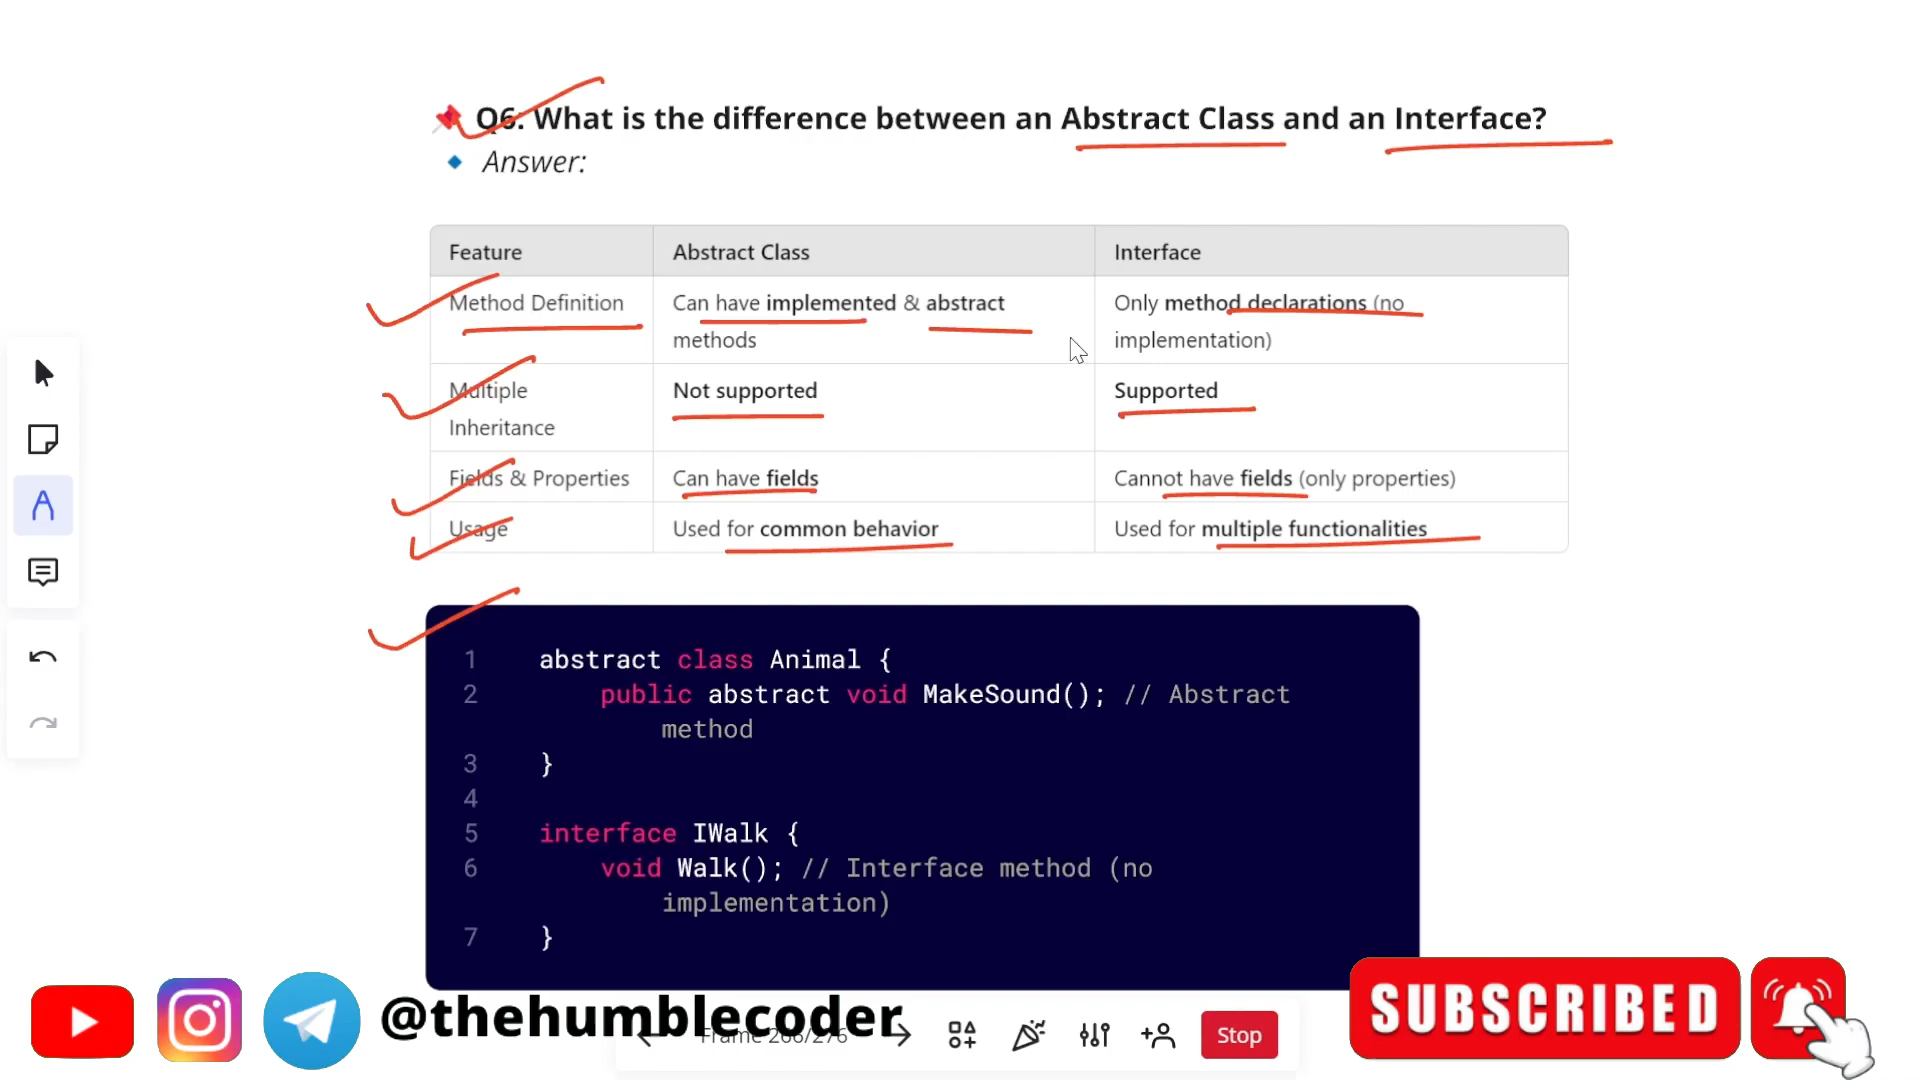 Q6. What is the difference between an Abstract Class and an Interface?
Answer:
Feature Abstract Class Interface
Method Definition Can have implemented & abstract methods Only method declarations (no implementation)
Multiple Inheritance Not supported Supported
Fields & Properties Can have fields Cannot have fields (only properties)
Usage Used for common behavior Used for multiple functionalities
1 abstract class Animal {
2 public abstract void MakeSound(); // Abstract
method
3 }
4
5 interface IWalk {
6 void Walk(); // Interface method (no
implementation)
7 }
@thehumblecoder
Frame 266/276
Stop
SUBSCRIBED